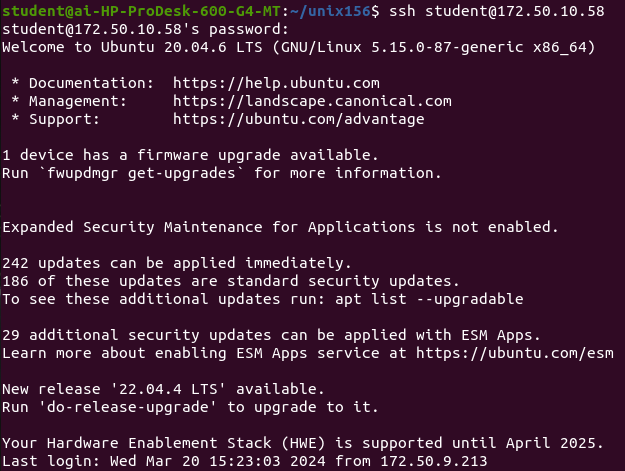 student@ai-HP-ProDesk-600-G4-MT:~/unix156$ ssh student@172.50.10.58
student@172.50.10.58's password:
Welcome to Ubuntu 20.04.6 LTS (GNU/Linux 5.15.0-87-generic x86_64)

 * Documentation:  https://help.ubuntu.com
 * Management:     https://landscape.canonical.com
 * Support:        https://ubuntu.com/advantage

1 device has a firmware upgrade available.
Run `fwupdmgr get-upgrades` for more information.


Expanded Security Maintenance for Applications is not enabled.

242 updates can be applied immediately.
186 of these updates are standard security updates.
To see these additional updates run: apt list --upgradable

29 additional security updates can be applied with ESM Apps.
Learn more about enabling ESM Apps service at https://ubuntu.com/esm

New release '22.04.4 LTS' available.
Run 'do-release-upgrade' to upgrade to it.

Your Hardware Enablement Stack (HWE) is supported until April 2025.
Last login: Wed Mar 20 15:23:03 2024 from 172.50.9.213